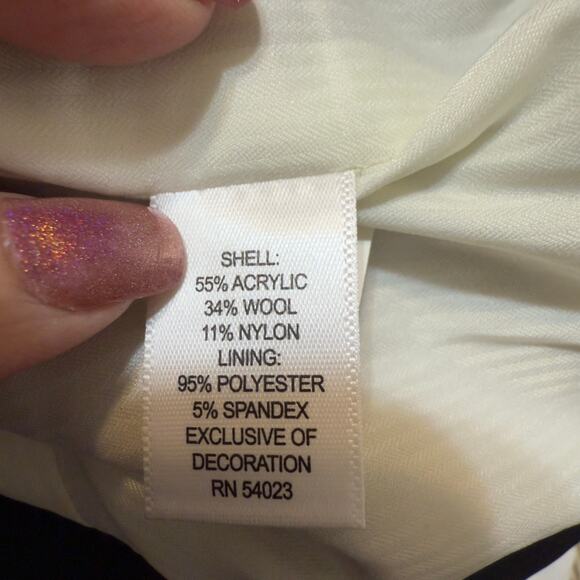 SHELL:
55% ACRYLIC
34% WOOL
11% NYLON
LINING:
95% POLYESTER
5% SPANDEX
EXCLUSIVE OF
DECORATION
RN 54023